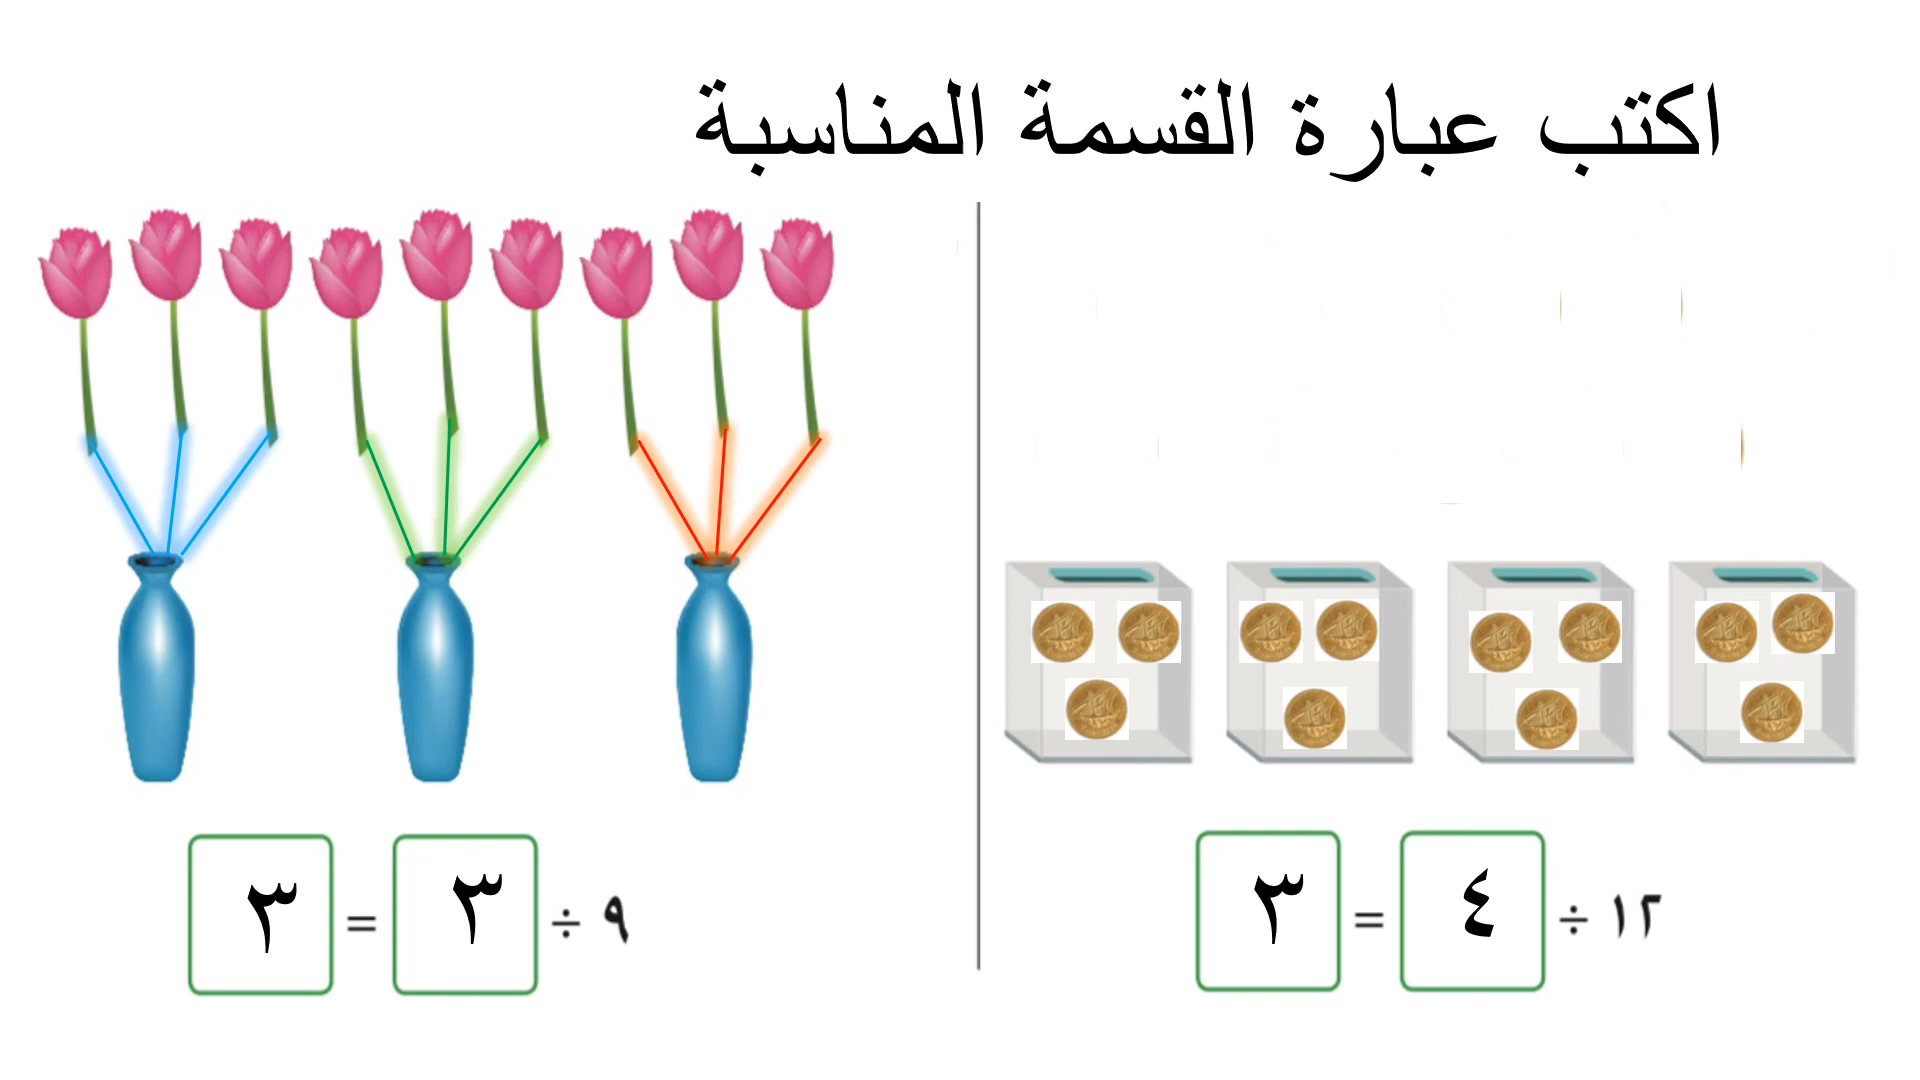 اكتب عبارة القسمة المناسبة
١٢ ÷ ٤ = ٣
٩ ÷ ٣ = ٣